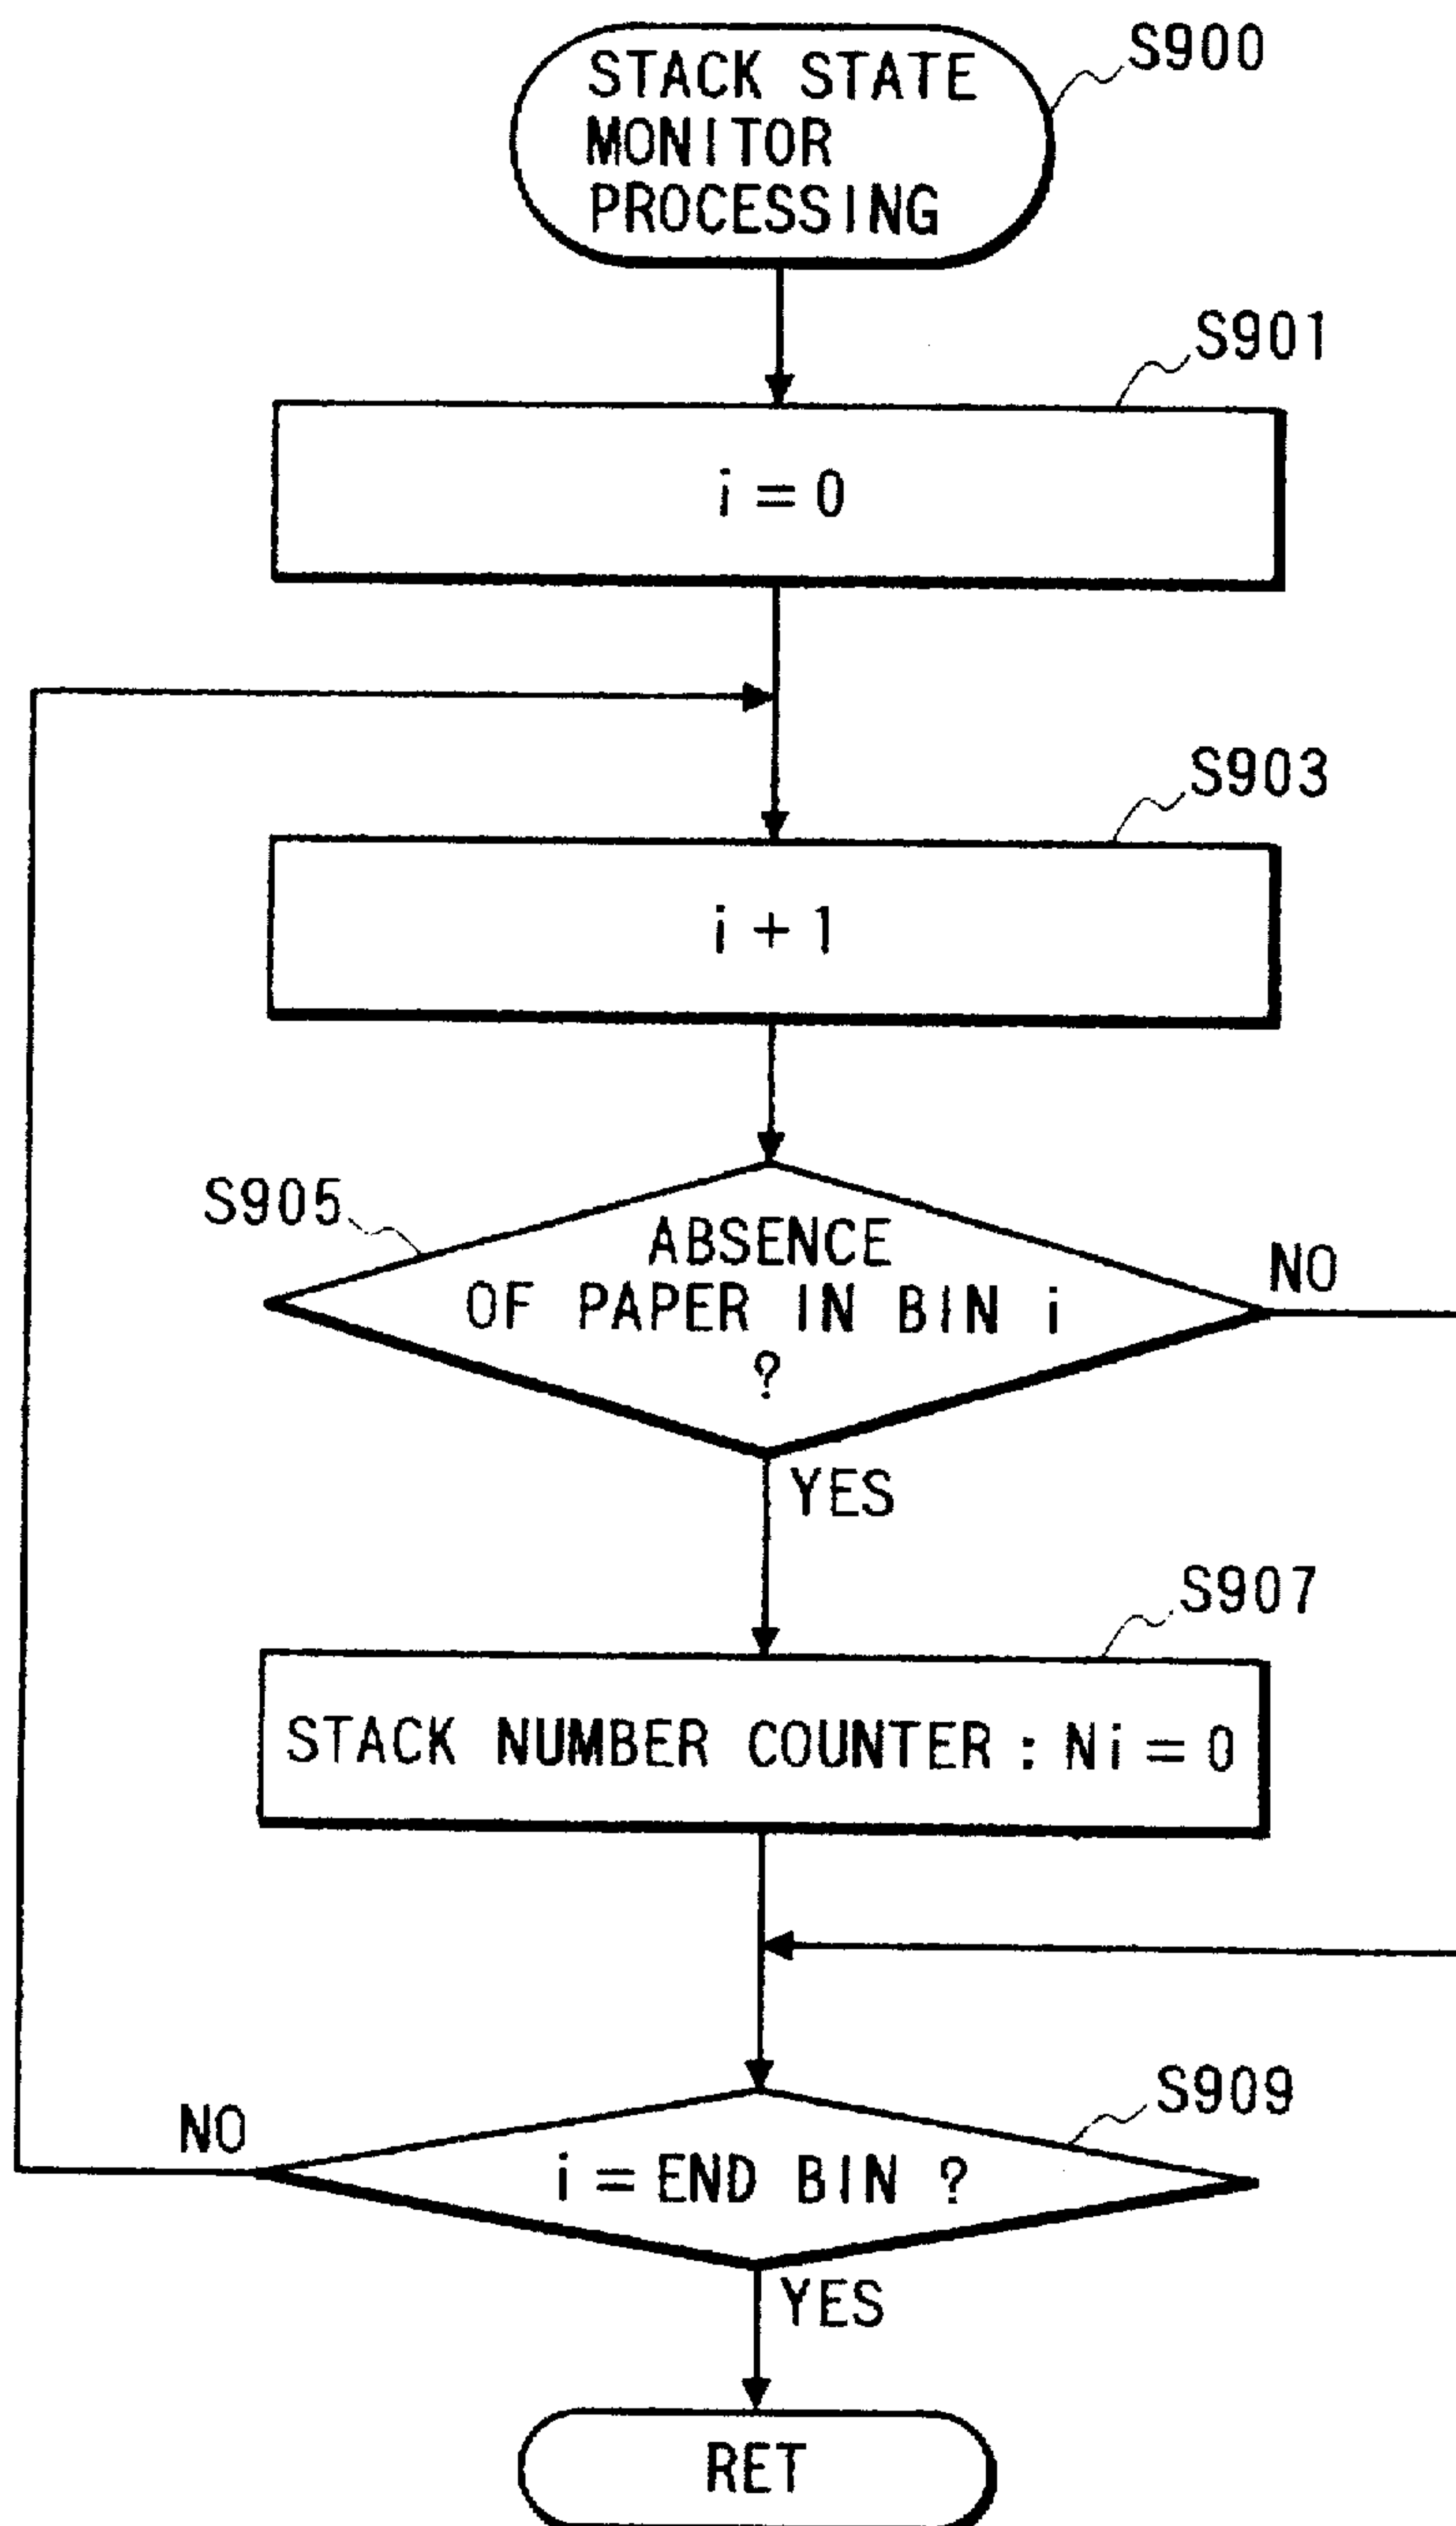 STACK STATE
MONITOR
PROCESSING
S900
S901
i = 0
S903
i + 1
S905
ABSENCE
OF PAPER IN BIN i
?
NO
YES
S907
STACK NUMBER COUNTER : Ni = 0
S909
NO
i = END BIN ?
YES
RET